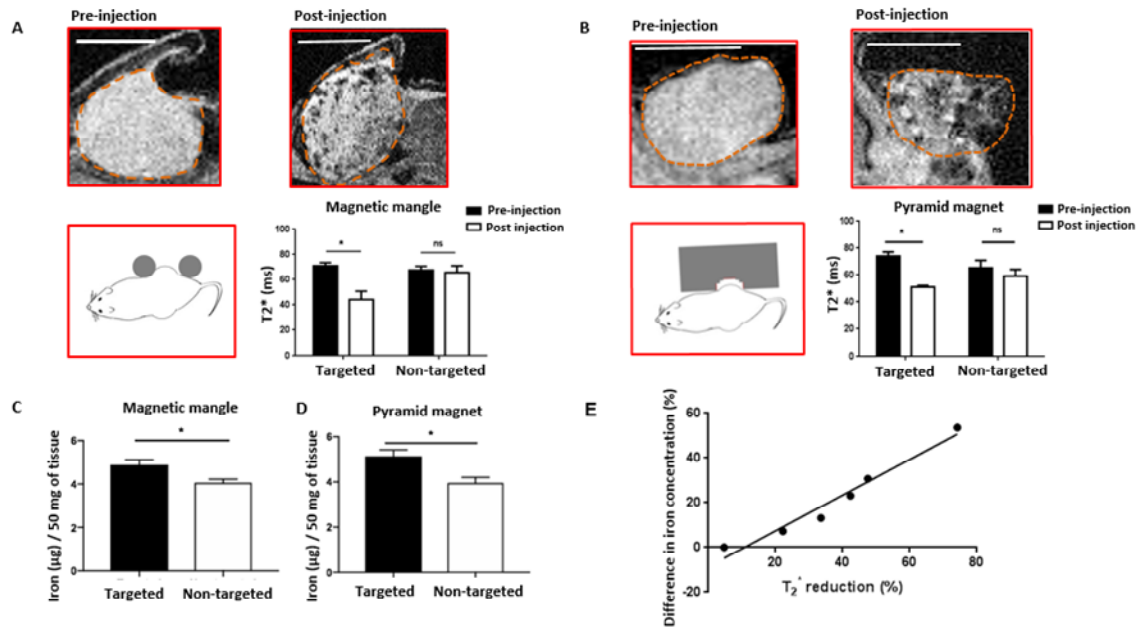 A
Pre-injection
Post-injection
Magnetic mangle
Pre-injection
Post injection
T2* (ms)
100
80
60
40
20
0
*
ns
Targeted
Non-targeted
B
Pre-injection
Post-injection
Pyramid magnet
Pre-injection
Post injection
T2* (ms)
100
80
60
40
20
0
*
ns
Targeted
Non-targeted
C
Magnetic mangle
Iron (µg) / 50 mg of tissue
6
4
2
0
*
Targeted
Non-targeted
D
Pyramid magnet
Iron (µg) / 50 mg of tissue
6
4
2
0
*
Targeted
Non-targeted
E
Difference in iron concentration (%)
60
40
20
0
-20
20
40
60
80
T2* reduction (%)